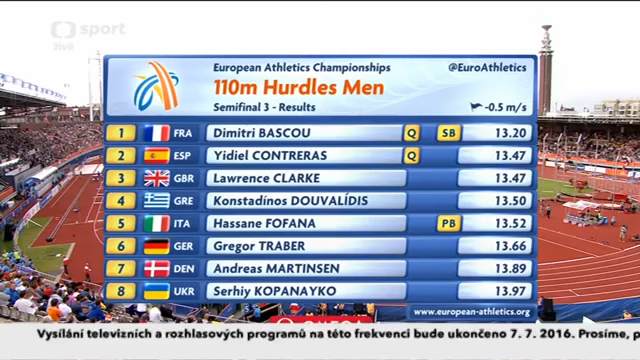 sport
živě
European Athletics Championships @EuroAthletics
110m Hurdles Men
Semifinal 3 - Results -0.5 m/s
1 FRA Dimitri BASCOU Q SB 13.20
2 ESP Yidiel CONTRERAS Q 13.47
3 GBR Lawrence CLARKE 13.47
4 GRE Konstadínos DOUVALÍDIS 13.50
5 ITA Hassane FOFANA PB 13.52
6 GER Gregor TRABER 13.66
7 DEN Andreas MARTINSEN 13.89
8 UKR Serhiy KOPANAYKO 13.97
www.european-athletics.org
Vysílání televizních a rozhlasových programů na této frekvenci bude ukončeno 7. 7. 2016. Prosíme, p